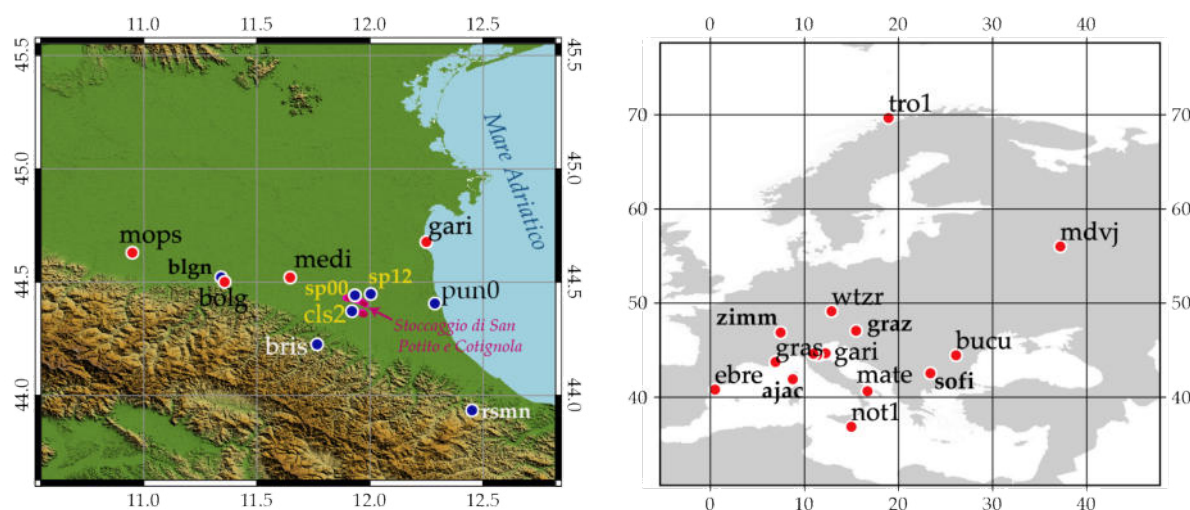 11.0 11.5 12.0 12.5
45.5 45.5
45.0 45.0
44.5 44.5
44.0 44.0
11.0 11.5 12.0 12.5
Mare Adriatico
mops
blgn
bolg
medi
gari
sp00
sp12
cls2
pun0
Stoccaggio di San
Potito e Cotignola
bris
rsmn
0 10 20 30 40
70 70
60 60
50 50
40 40
0 10 20 30 40
tro1
mdvj
wtzr
zimm
graz
gras
gari
bucu
ebre
ajac
mate
sofi
not1